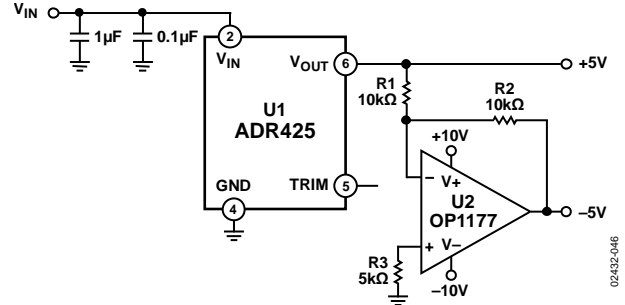 VIN
1µF
0.1µF
2
VIN
VOUT
6
+5V
R1
10kΩ
R2
10kΩ
U1
ADR425
+10V
− V+
U2
OP1177
−5V
GND
TRIM
5
4
+ V−
R3
5kΩ
−10V
02432-046